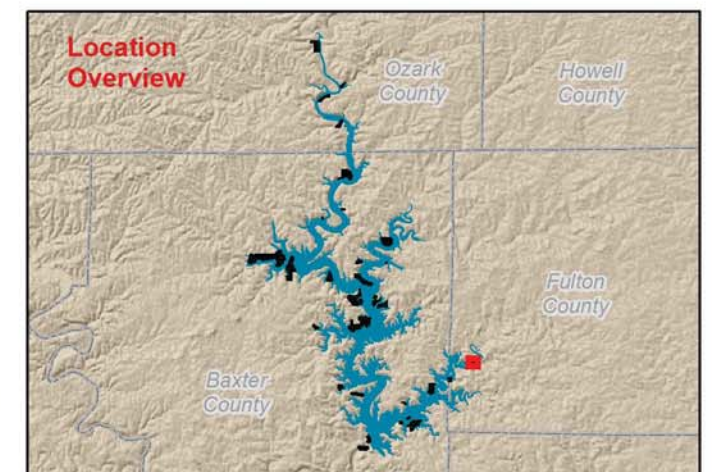 Location
Overview
Ozark
County
Howell
County
Fulton
County
Baxter
County